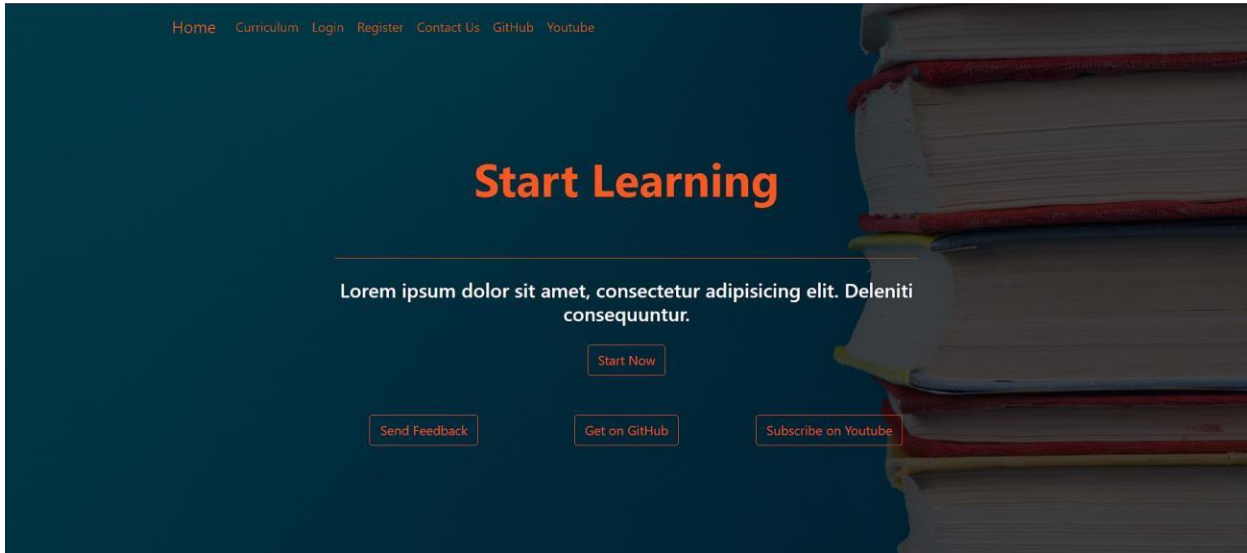 Home Curriculum Login Register Contact Us GitHub Youtube
Start Learning
Lorem ipsum dolor sit amet, consectetur adipisicing elit. Deleniti
consequuntur.
Start Now
Send Feedback Get on GitHub Subscribe on Youtube